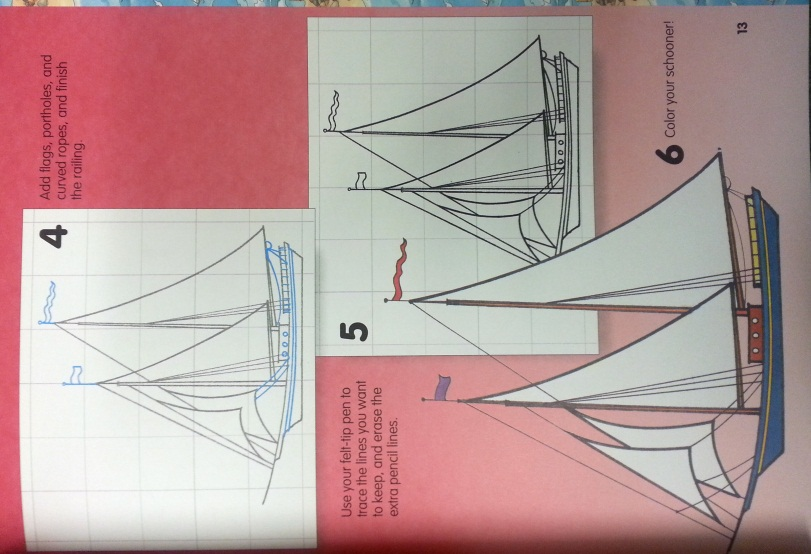 4
Add flags, portholes, and
curved ropes, and finish
the railing.
5
Use your felt-tip pen to
trace the lines you want
to keep, and erase the
extra pencil lines.
6 Color your schooner!
13